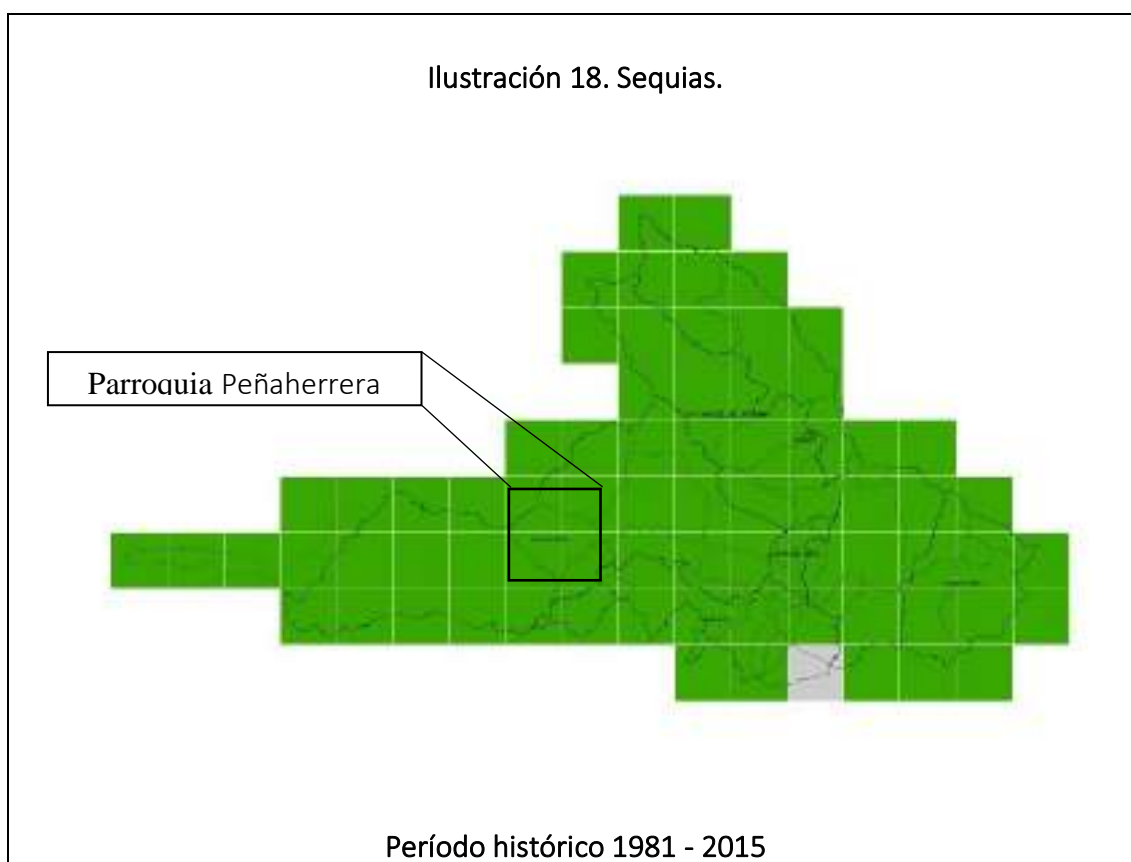 Ilustración 18. Sequias.
Parroquia Peñaherrera
Período histórico 1981 - 2015